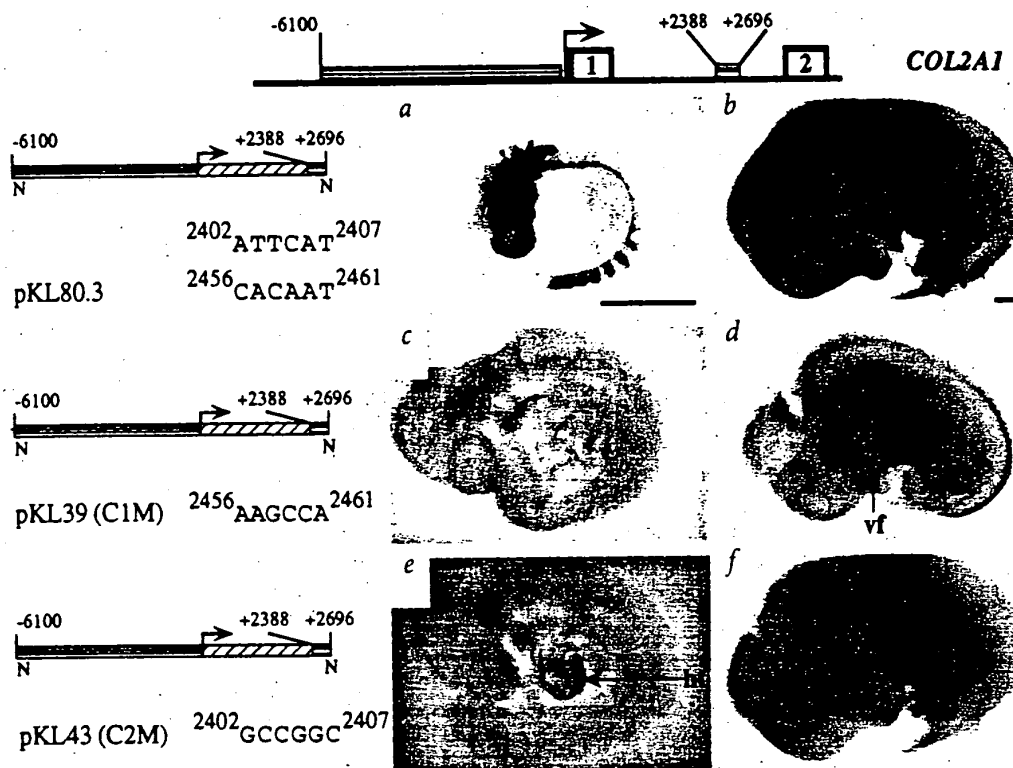 -6100
+2388 +2696
1
2
COL2A1
a
b
-6100
+2388 +2696
N
N
2402ATTCAT2407
2456CACAAT2461
pKL80.3
c
d
-6100
+2388 +2696
N
N
pKL39 (C1M) 2456AAGCCA2461
vf
e
f
-6100
+2388 +2696
N
N
pKL43 (C2M) 2402GCCGGC2407